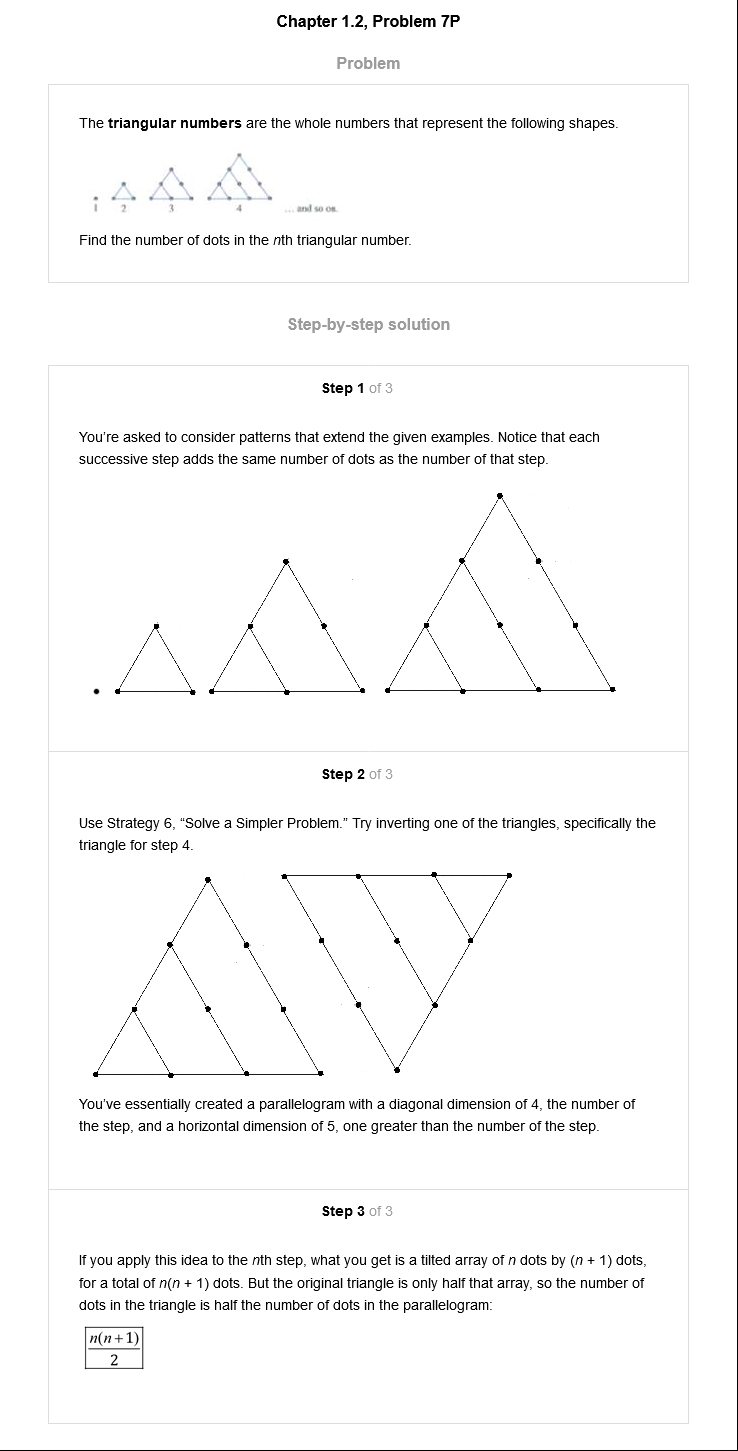 Chapter 1.2, Problem 7P
Problem
The triangular numbers are the whole numbers that represent the following shapes.
1 2 3 4 ... and so on.
Find the number of dots in the nth triangular number.
Step-by-step solution
Step 1 of 3
You're asked to consider patterns that extend the given examples. Notice that each
successive step adds the same number of dots as the number of that step.
Step 2 of 3
Use Strategy 6, “Solve a Simpler Problem.” Try inverting one of the triangles, specifically the
triangle for step 4.
You've essentially created a parallelogram with a diagonal dimension of 4, the number of
the step, and a horizontal dimension of 5, one greater than the number of the step.
Step 3 of 3
If you apply this idea to the nth step, what you get is a tilted array of n dots by (n + 1) dots,
for a total of n(n + 1) dots. But the original triangle is only half that array, so the number of
dots in the triangle is half the number of dots in the parallelogram:
n(n+1)
2